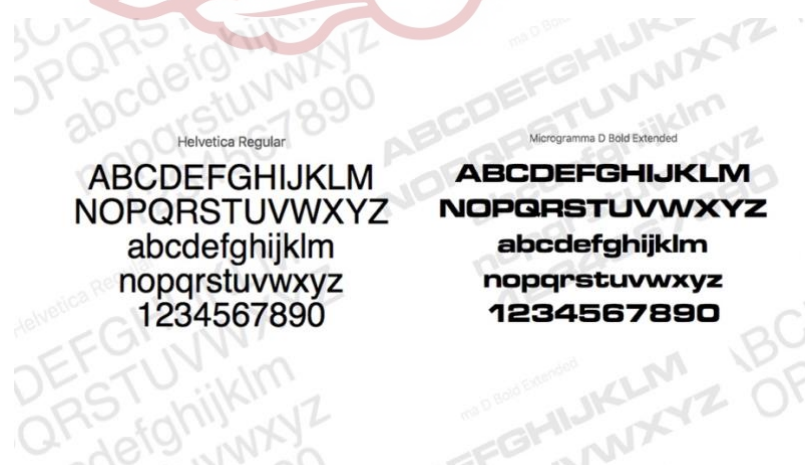 Helvetica Regular
ABCDEFGHIJKLM
NOPQRSTUVWXYZ
abcdefghijklm
nopqrstuvwxyz
1234567890
Microgramma D Bold Extended
ABCDEFGHIJKLM
NOPQRSTUVWXYZ
abcdefghijklm
nopqrstuvwxyz
1234567890